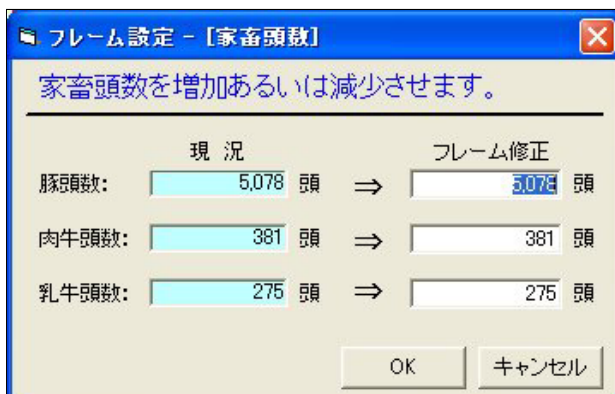 フレーム設定 - [家畜頭数]
家畜頭数を増加あるいは減少させます。
現 況 フレーム修正
豚頭数: 5,078 頭 ⇒ 5,078 頭
肉牛頭数: 381 頭 ⇒ 381 頭
乳牛頭数: 275 頭 ⇒ 275 頭
OK キャンセル